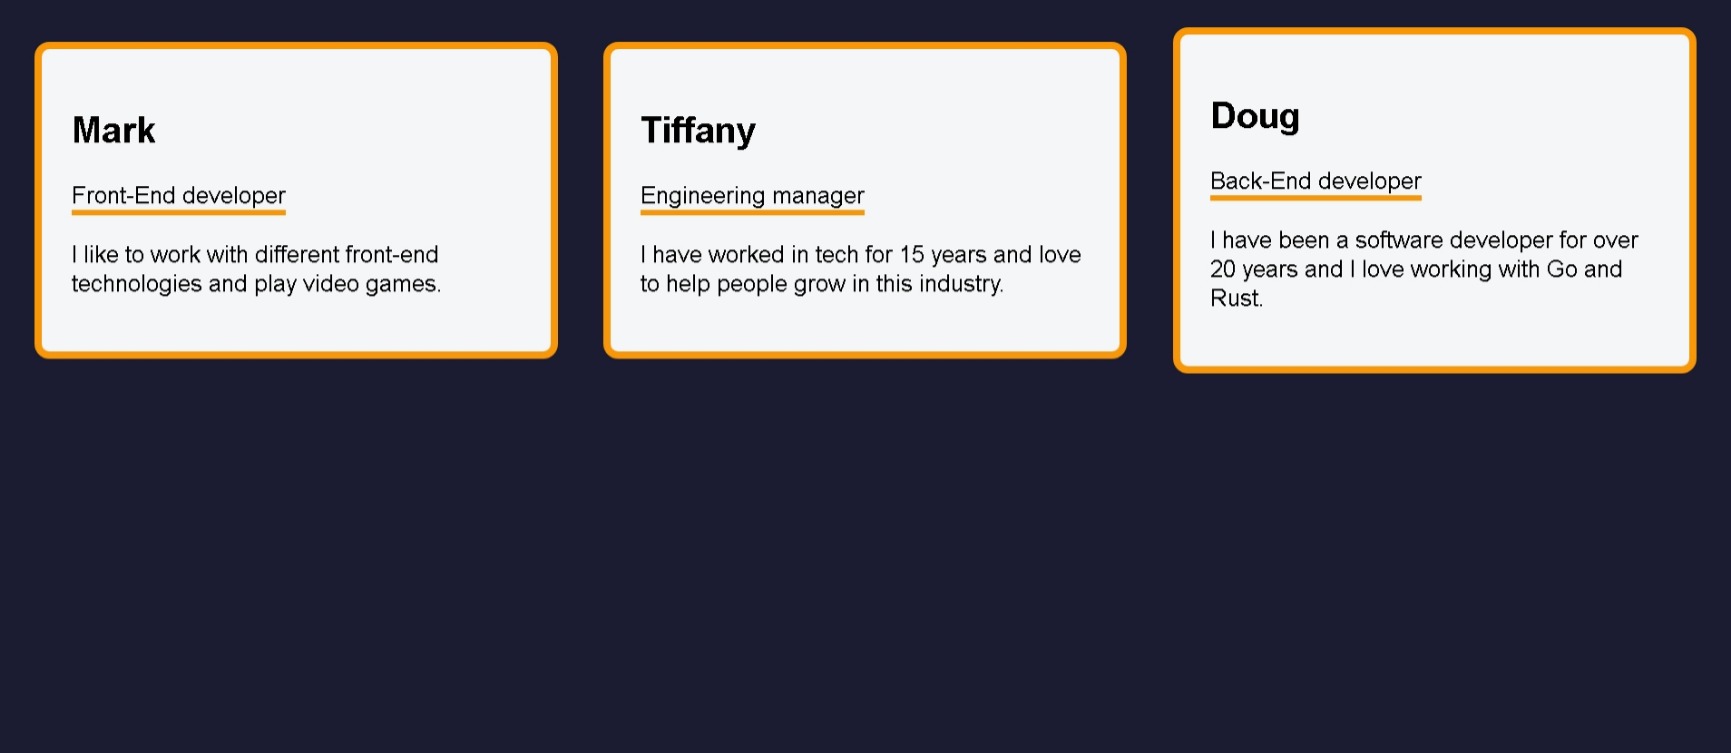 Mark
Front-End developer
I like to work with different front-end
technologies and play video games.
Tiffany
Engineering manager
I have worked in tech for 15 years and love
to help people grow in this industry.
Doug
Back-End developer
I have been a software developer for over
20 years and I love working with Go and
Rust.